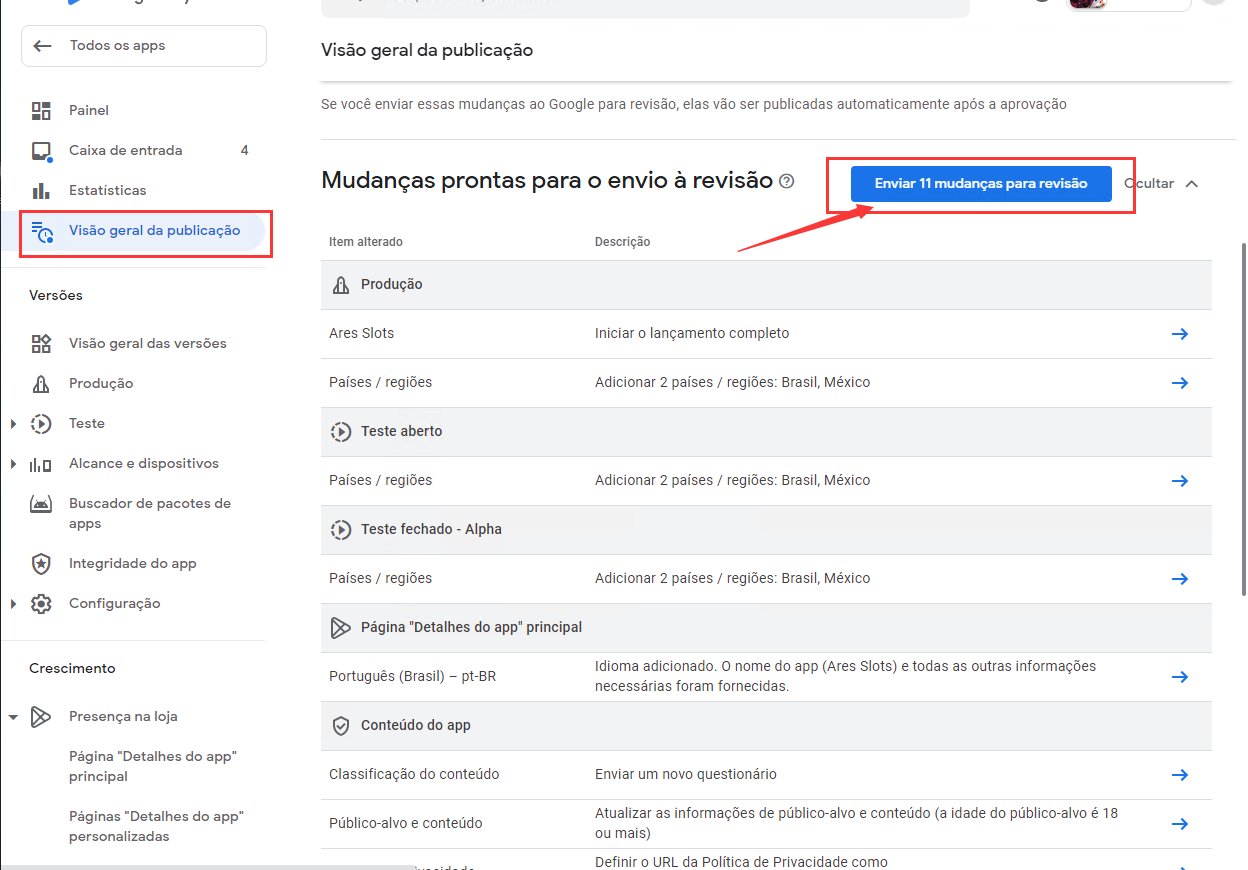 Todos os apps
Painel
Caixa de entrada 4
Estatísticas
Visão geral da publicação
Versões
Visão geral das versões
Produção
Teste
Alcance e dispositivos
Buscador de pacotes de
apps
Integridade do app
Configuração
Crescimento
Presença na loja
Página "Detalhes do app"
principal
Páginas "Detalhes do app"
personalizadas
Visão geral da publicação
Se você enviar essas mudanças ao Google para revisão, elas vão ser publicadas automaticamente após a aprovação
Mudanças prontas para o envio à revisão
Enviar 11 mudanças para revisão
Ocultar
Item alterado Descrição
Produção
Ares Slots Iniciar o lançamento completo
Países / regiões Adicionar 2 países / regiões: Brasil, México
Teste aberto
Países / regiões Adicionar 2 países / regiões: Brasil, México
Teste fechado - Alpha
Países / regiões Adicionar 2 países / regiões: Brasil, México
Página "Detalhes do app" principal
Português (Brasil) – pt-BR Idioma adicionado. O nome do app (Ares Slots) e todas as outras informações
necessárias foram fornecidas.
Conteúdo do app
Classificação do conteúdo Enviar um novo questionário
Público-alvo e conteúdo Atualizar as informações de público-alvo e conteúdo (a idade do público-alvo é 18
ou mais)
Definir o URL da Política de Privacidade como